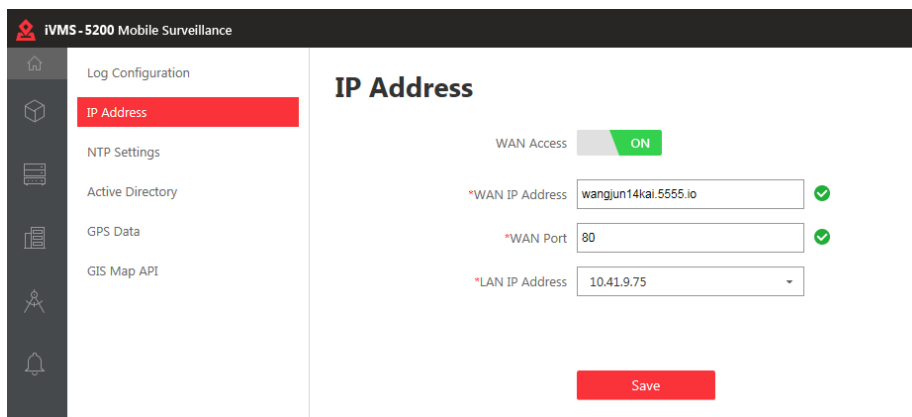 iVMS-5200 Mobile Surveillance
Log Configuration
IP Address
NTP Settings
Active Directory
GPS Data
GIS Map API
IP Address
WAN Access ON
*WAN IP Address wangjun14kai.5555.io
*WAN Port 80
*LAN IP Address 10.41.9.75
Save